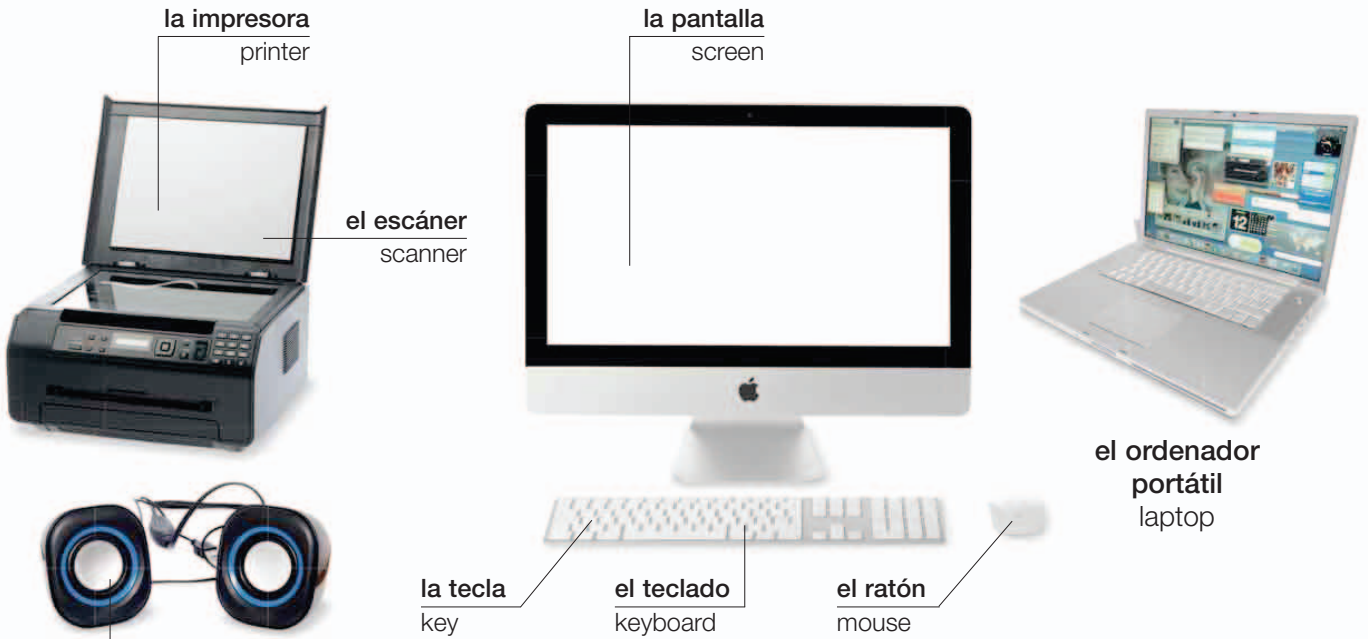 la impresora
printer
la pantalla
screen
el escáner
scanner
el ordenador
portátil
laptop
la tecla
key
el teclado
keyboard
el ratón
mouse
12